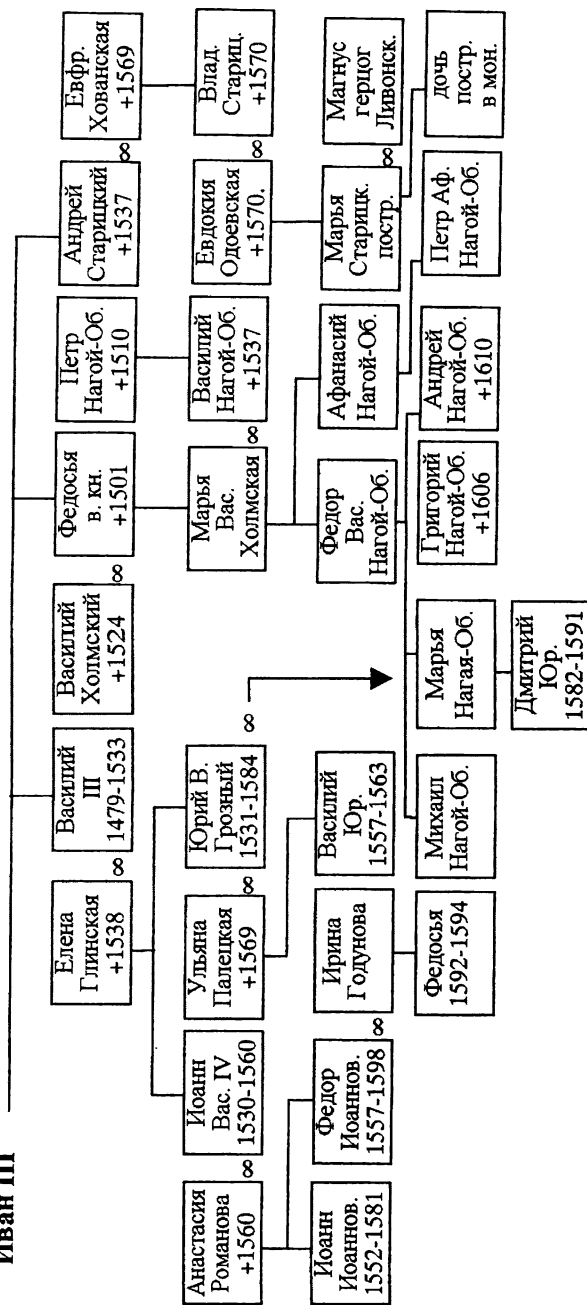 Иван III
Елена
Глинская
+1538
∞
Василий
III
1479-1533
Василий
Холмский
+1524
∞
Федосья
в. кн.
+1501
Петр
Нагой-Об.
+1510
Андрей
Старицкий
+1537
∞
Евфр.
Хованская
+1569
Анастасия
Романова
+1560
∞
Иоанн
Вас. IV
1530-1560
Ульяна
Палецкая
+1569
∞
Юрий В.
Грозный
1531-1584
∞
Марья
Вас.
Холмская
∞
Василий
Нагой-Об.
+1537
Евдокия
Одоевская
+1570.
∞
Влад.
Стариц.
+1570
Иоанн
Иоаннов.
1552-1581
Федор
Иоаннов.
1557-1598
∞
Ирина
Годунова
Василий
Юр.
1557-1563
Федор
Вас.
Нагой-Об.
Афанасий
Нагой-Об.
Марья
Старицк.
постр.
∞
Магнус
герцог
Ливонск.
Федосья
1592-1594
Михаил
Нагой-Об.
Марья
Нагая-Об.
Григорий
Нагой-Об.
+1606
Андрей
Нагой-Об.
+1610
Петр Аф.
Нагой-Об.
дочь
постр.
в мон.
Дмитрий
Юр.
1582-1591